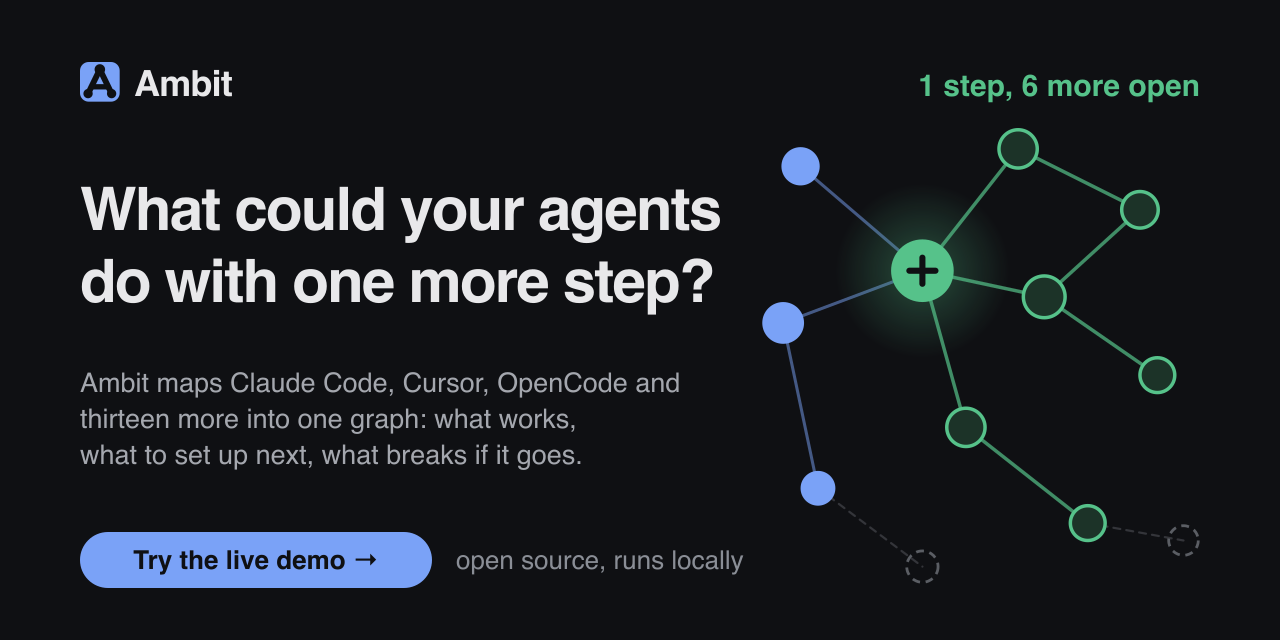 Ambit
1 step, 6 more open
What could your agents
do with one more step?
Ambit maps Claude Code, Cursor, OpenCode and
thirteen more into one graph: what works,
what to set up next, what breaks if it goes.
Try the live demo →
open source, runs locally